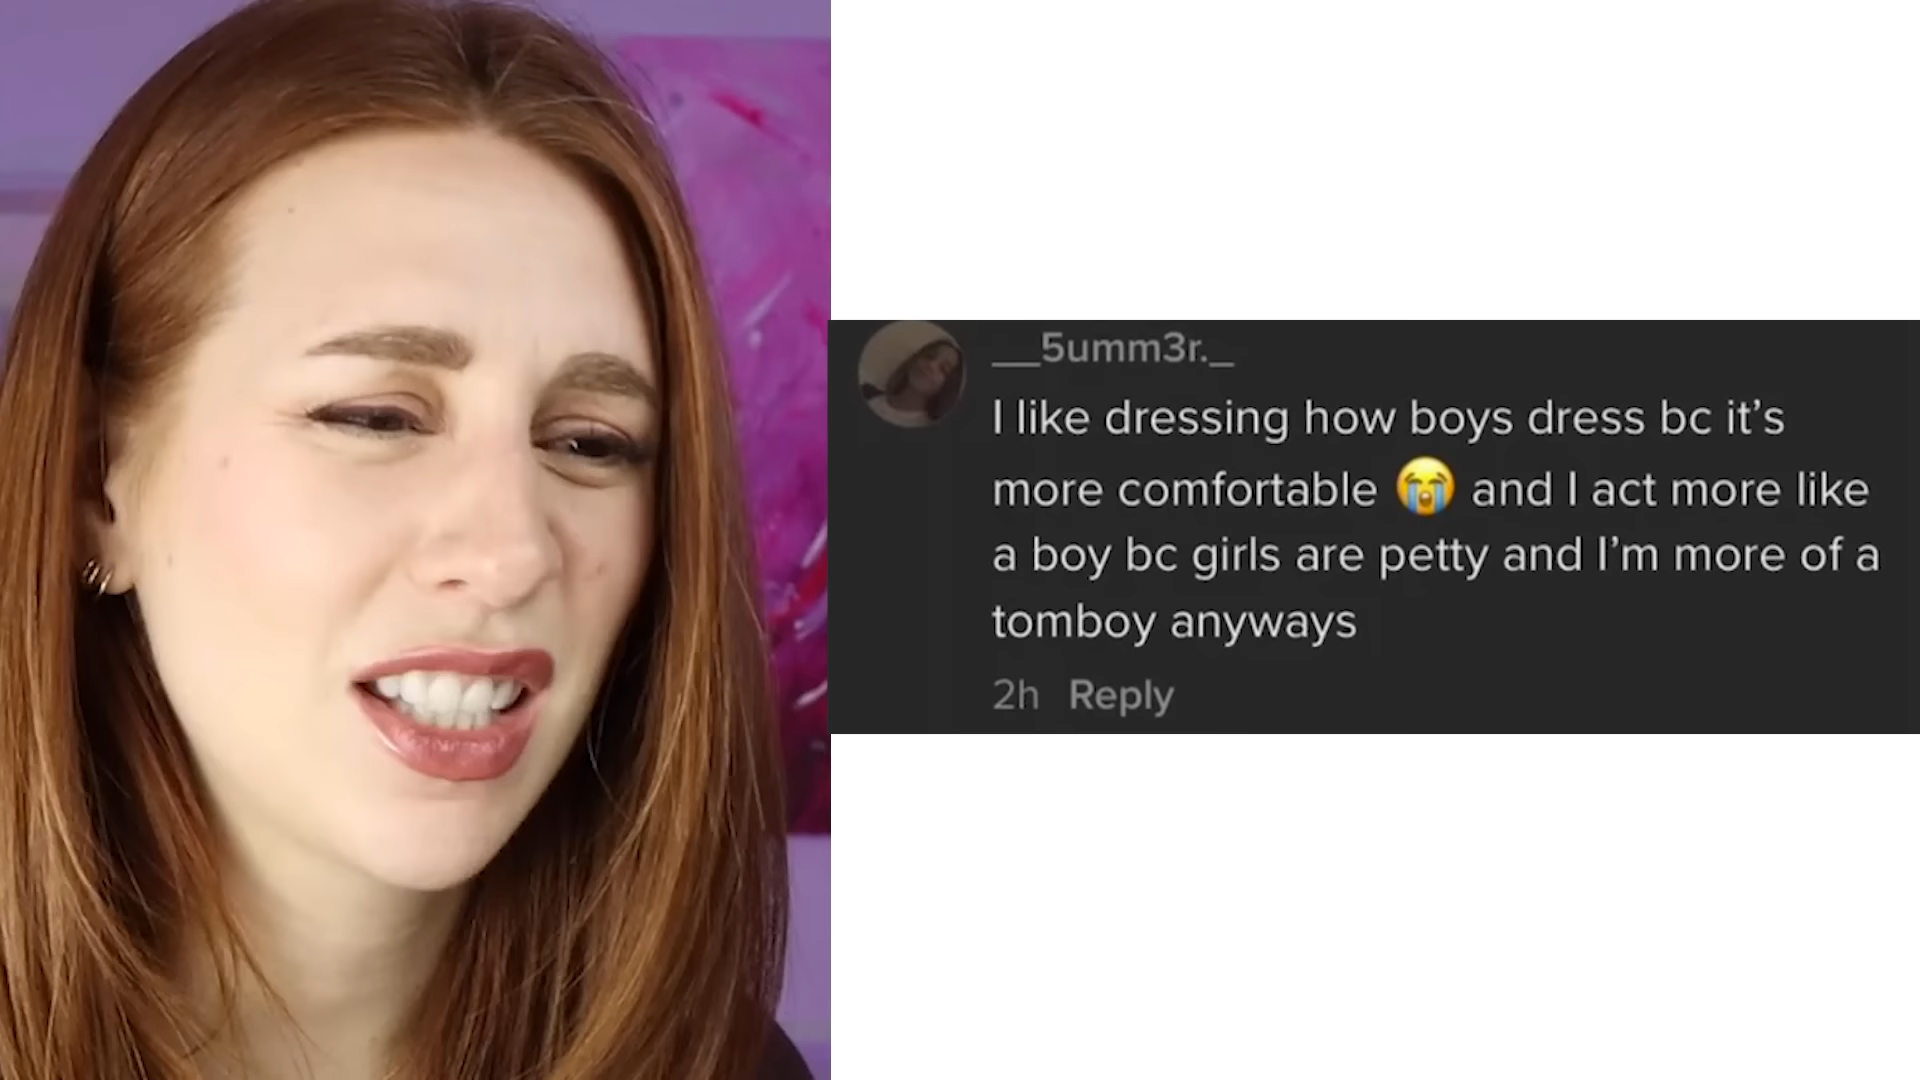 __5umm3r._
I like dressing how boys dress bc it’s
more comfortable 😭 and I act more like
a boy bc girls are petty and I’m more of a
tomboy anyways
2h Reply